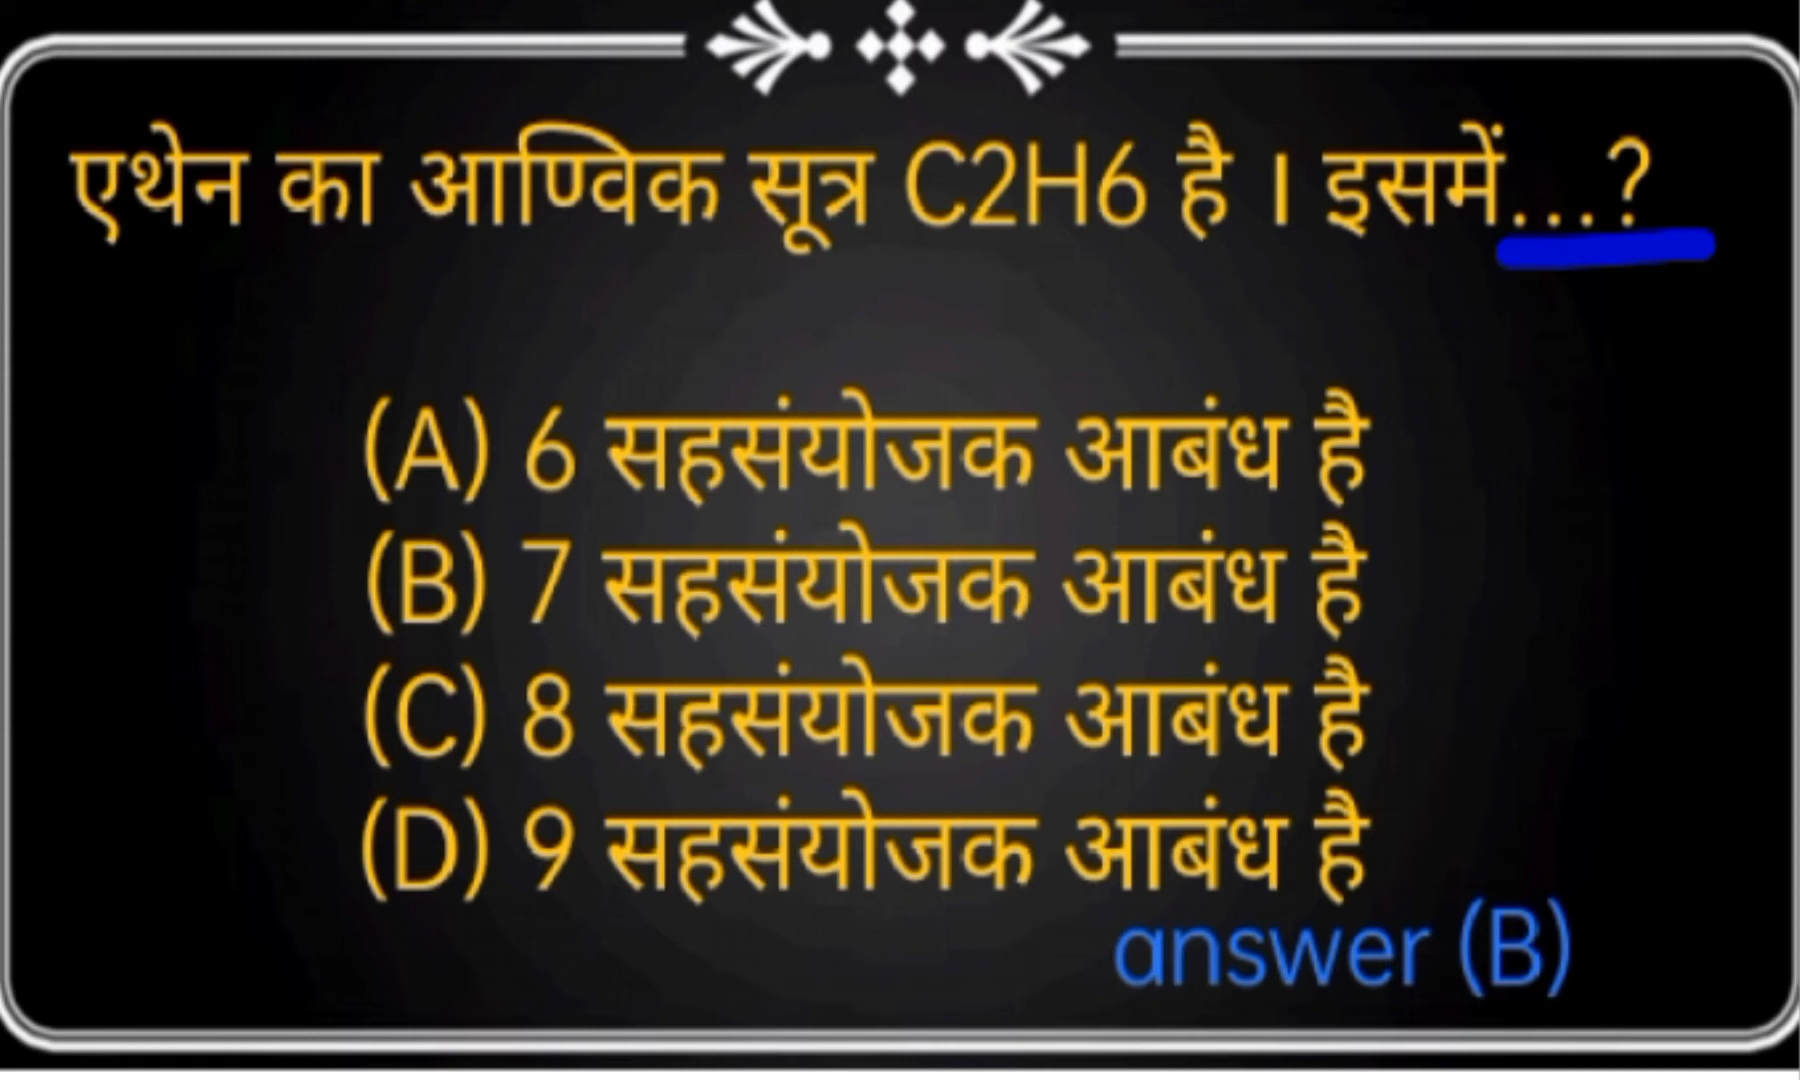 एथेन का आण्विक सूत्र C2H6 है । इसमें...?
(A) 6 सहसंयोजक आबंध है
(B) 7 सहसंयोजक आबंध है
(C) 8 सहसंयोजक आबंध है
(D) 9 सहसंयोजक आबंध है
answer (B)